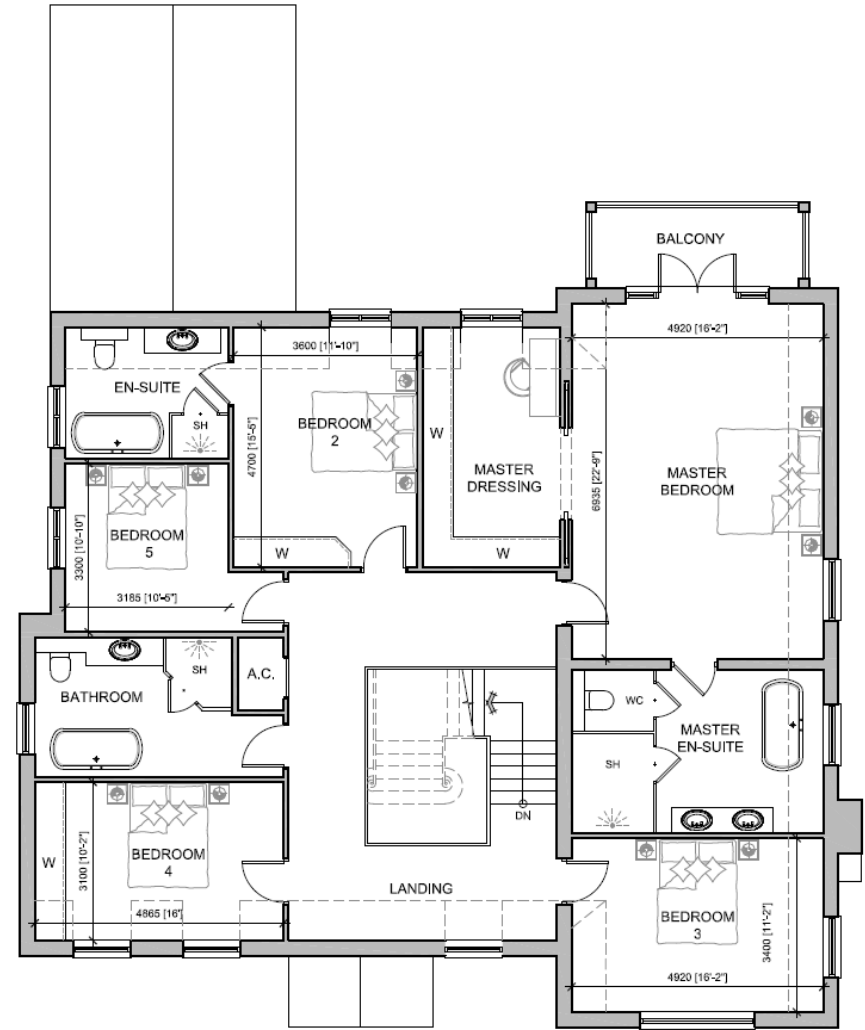 BALCONY
4920 [16'-2"]
3600 [11'-10"]
EN-SUITE
SH
BEDROOM
2
4700 [15'-5"]
W
W
MASTER
DRESSING
W
W
6935 [22'-9"]
MASTER
BEDROOM
BEDROOM
5
3300 [10'-10"]
3185 [10'-5"]
SH
A.C.
BATHROOM
WC
MASTER
EN-SUITE
SH
DN
BEDROOM
4
W
3100 [10'-2"]
4865 [16']
LANDING
BEDROOM
3
3400 [11'-2"]
4920 [16'-2"]